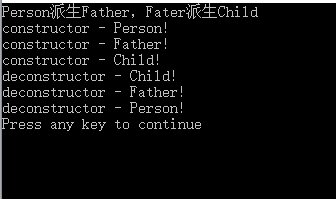 Person派生Father, Fater派生Child
constructor - Person!
constructor - Father!
constructor - Child!
deconstructor - Child!
deconstructor - Father!
deconstructor - Person!
Press any key to continue